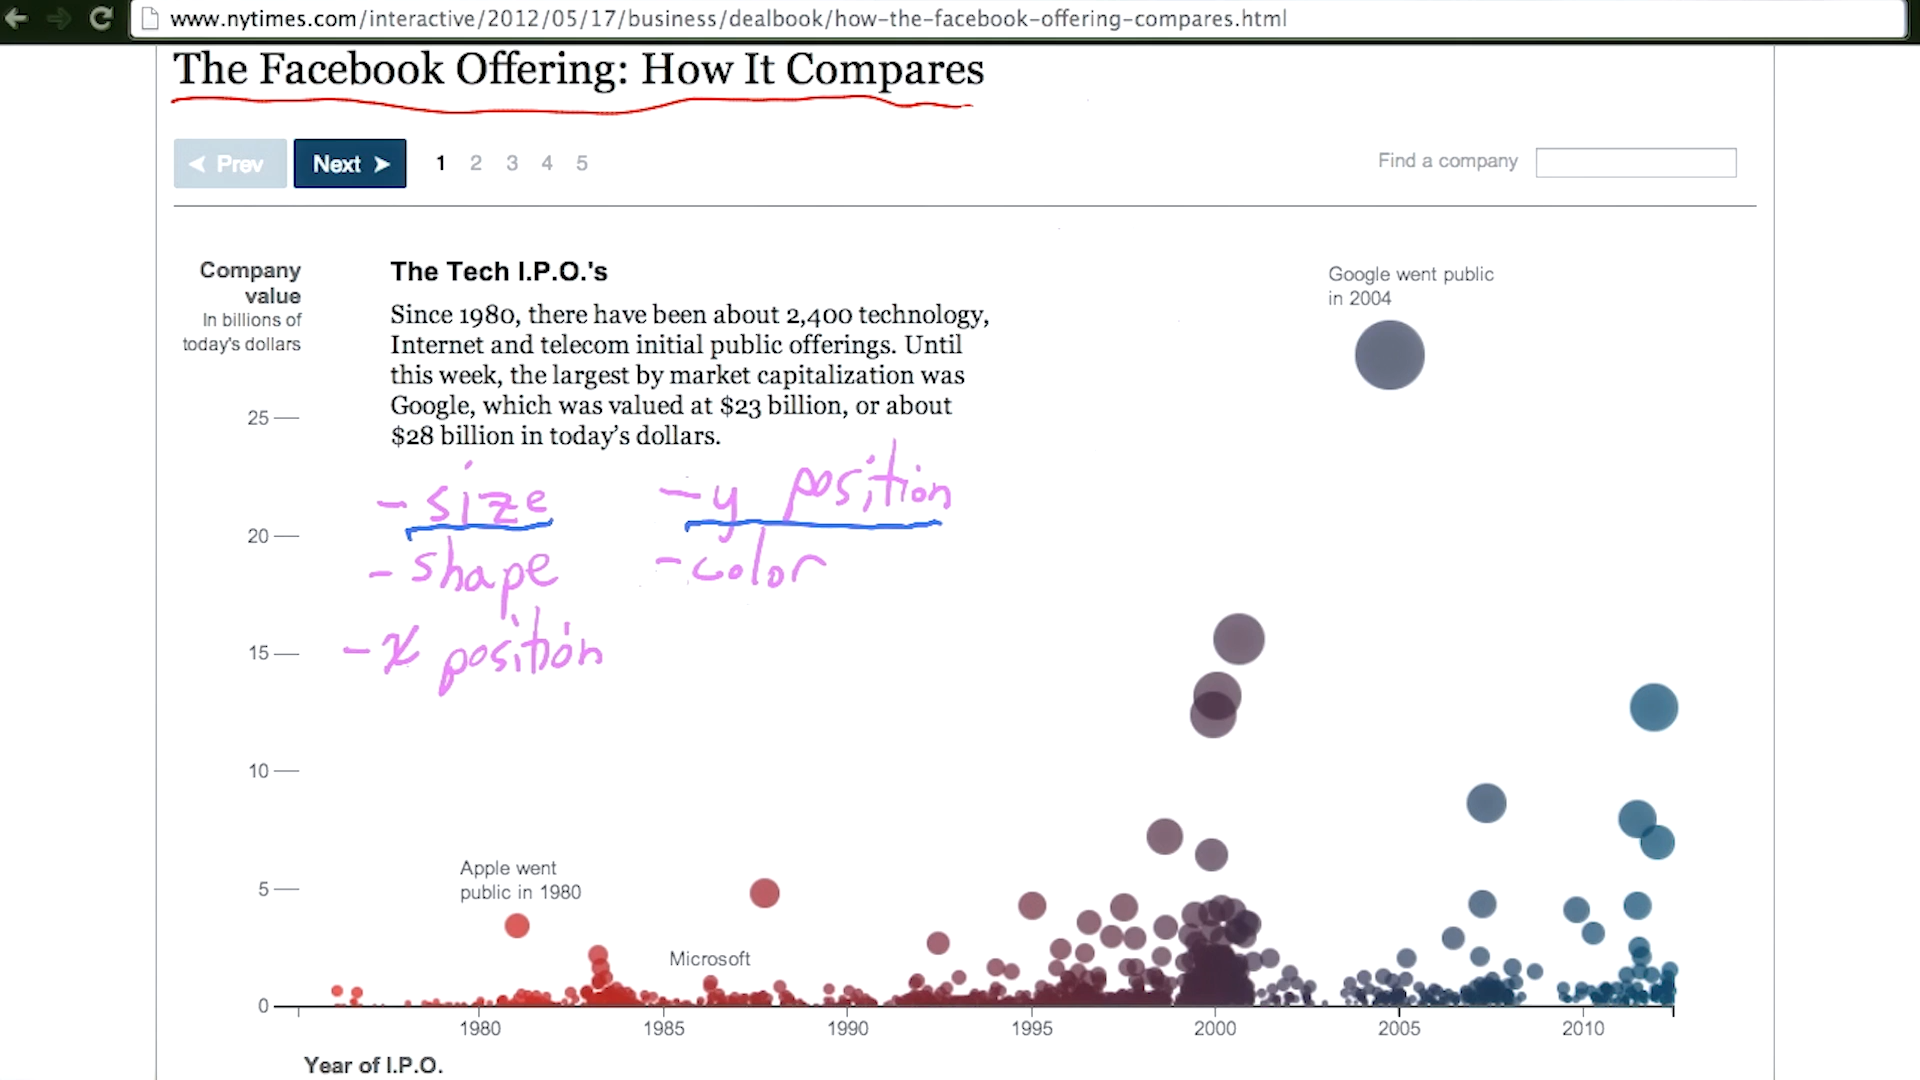 www.nytimes.com/interactive/2012/05/17/business/dealbook/how-the-facebook-offering-compares.html
The Facebook Offering: How It Compares
Prev Next 1 2 3 4 5
Find a company
Company
value
In billions of
today's dollars
The Tech I.P.O.'s
Since 1980, there have been about 2,400 technology,
Internet and telecom initial public offerings. Until
this week, the largest by market capitalization was
Google, which was valued at $23 billion, or about
$28 billion in today's dollars.
Google went public
in 2004
- size
- y position
- shape
- color
- x position
25
20
15
10
5
0
Apple went
public in 1980
Microsoft
1980 1985 1990 1995 2000 2005 2010
Year of I.P.O.